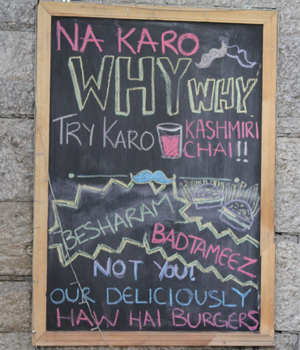 NA KARO
WHY WHY
TRY KARO KASHMIRI
CHAI!!
BESHARAM
BADTAMEEZ
NOT YOU!
OUR DELICIOUSLY
HAW HAI BURGERS